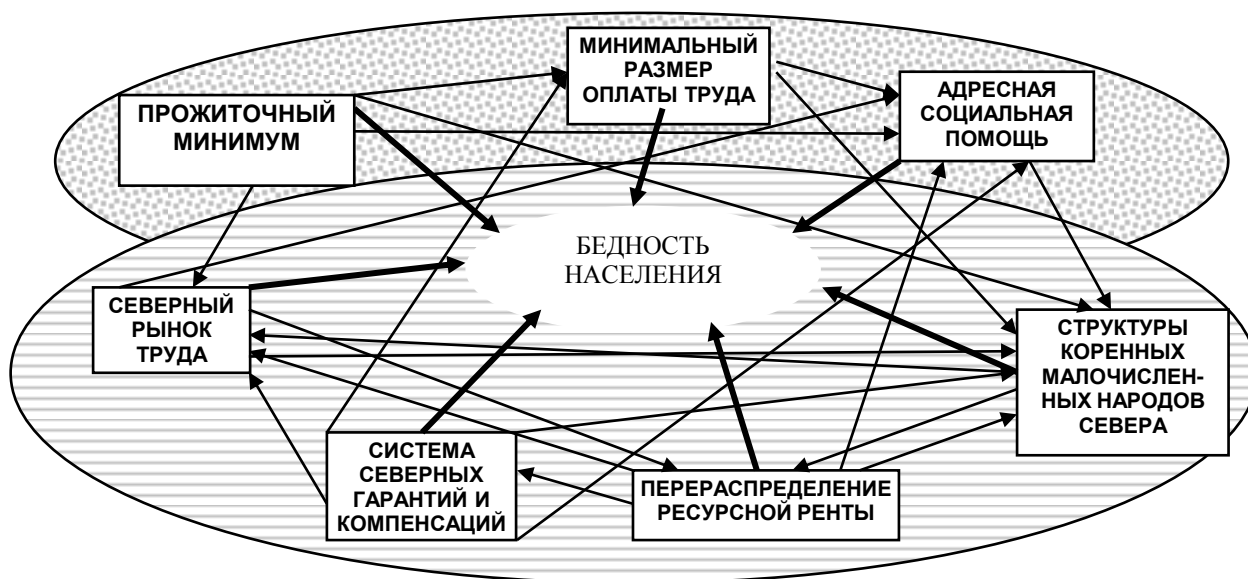 МИНИМАЛЬНЫЙ
РАЗМЕР
ОПЛАТЫ ТРУДА
АДРЕСНАЯ
СОЦИАЛЬНАЯ
ПОМОЩЬ
ПРОЖИТОЧНЫЙ
МИНИМУМ
БЕДНОСТЬ
НАСЕЛЕНИЯ
СЕВЕРНЫЙ
РЫНОК
ТРУДА
СТРУКТУРЫ
КОРЕННЫХ
МАЛОЧИСЛЕН-
НЫХ НАРОДОВ
СЕВЕРА
СИСТЕМА
СЕВЕРНЫХ
ГАРАНТИЙ И
КОМПЕНСАЦИЙ
ПЕРЕРАСПРЕДЕЛЕНИЕ
РЕСУРСНОЙ РЕНТЫ